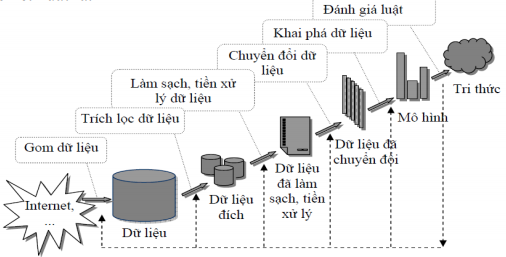 Đánh giá luật
Khai phá dữ liệu
Chuyển đổi dữ
liệu
Làm sạch, tiền xử
lý dữ liệu
Trích lọc dữ liệu
Gom dữ liệu
Internet,
...
Dữ liệu
Dữ liệu
đích
Dữ liệu
đã làm
sạch, tiền
xử lý
Dữ liệu đã
chuyển đổi
Mô hình
Tri thức